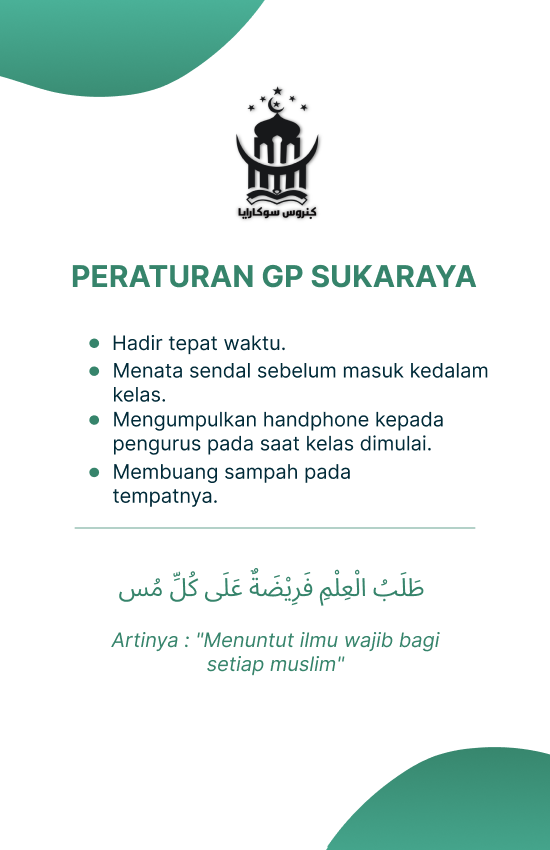 ڬنروس سوكارايا
PERATURAN GP SUKARAYA
Hadir tepat waktu.
Menata sendal sebelum masuk kedalam
kelas.
Mengumpulkan handphone kepada
pengurus pada saat kelas dimulai.
Membuang sampah pada
tempatnya.
طَلَبُ الْعِلْمِ فَرِيْضَةٌ عَلَى كُلِّ مُس
Artinya : "Menuntut ilmu wajib bagi
setiap muslim"